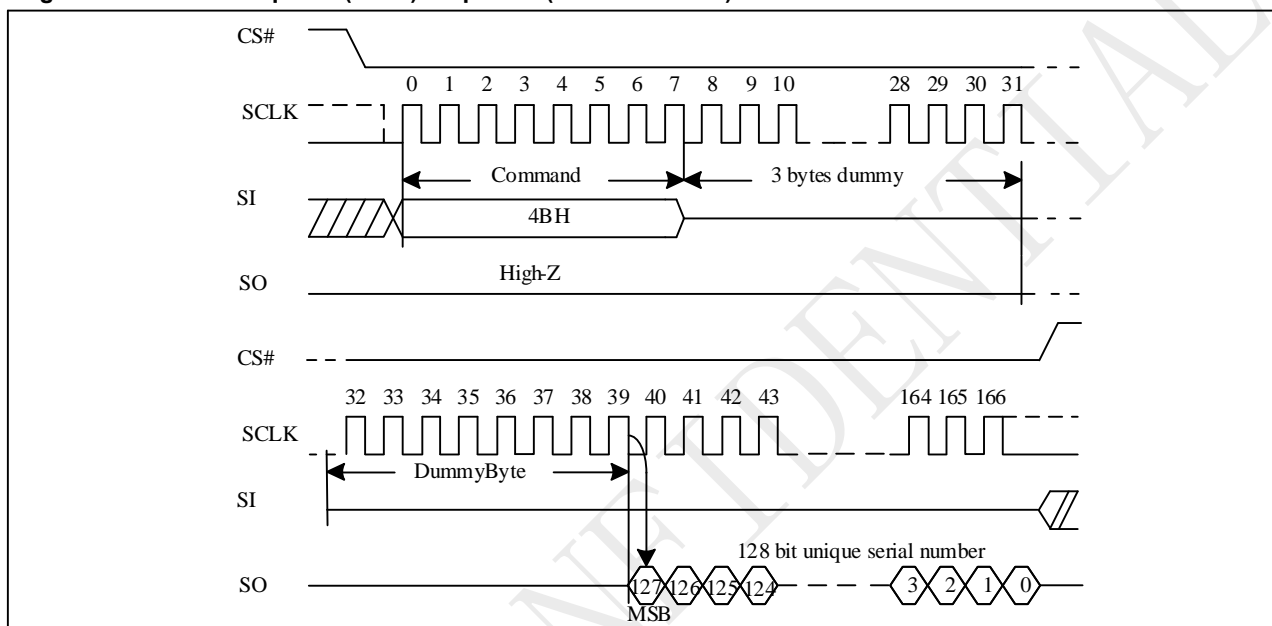 CS#
0 1 2 3 4 5 6 7 8 9 10 28 29 30 31
SCLK
Command 3 bytes dummy
SI
4BH
High-Z
SO
CS#
32 33 34 35 36 37 38 39 40 41 42 43 164 165 166
SCLK
DummyByte
SI
128 bit unique serial number
SO 127 126 125 124 3 2 1 0
MSB